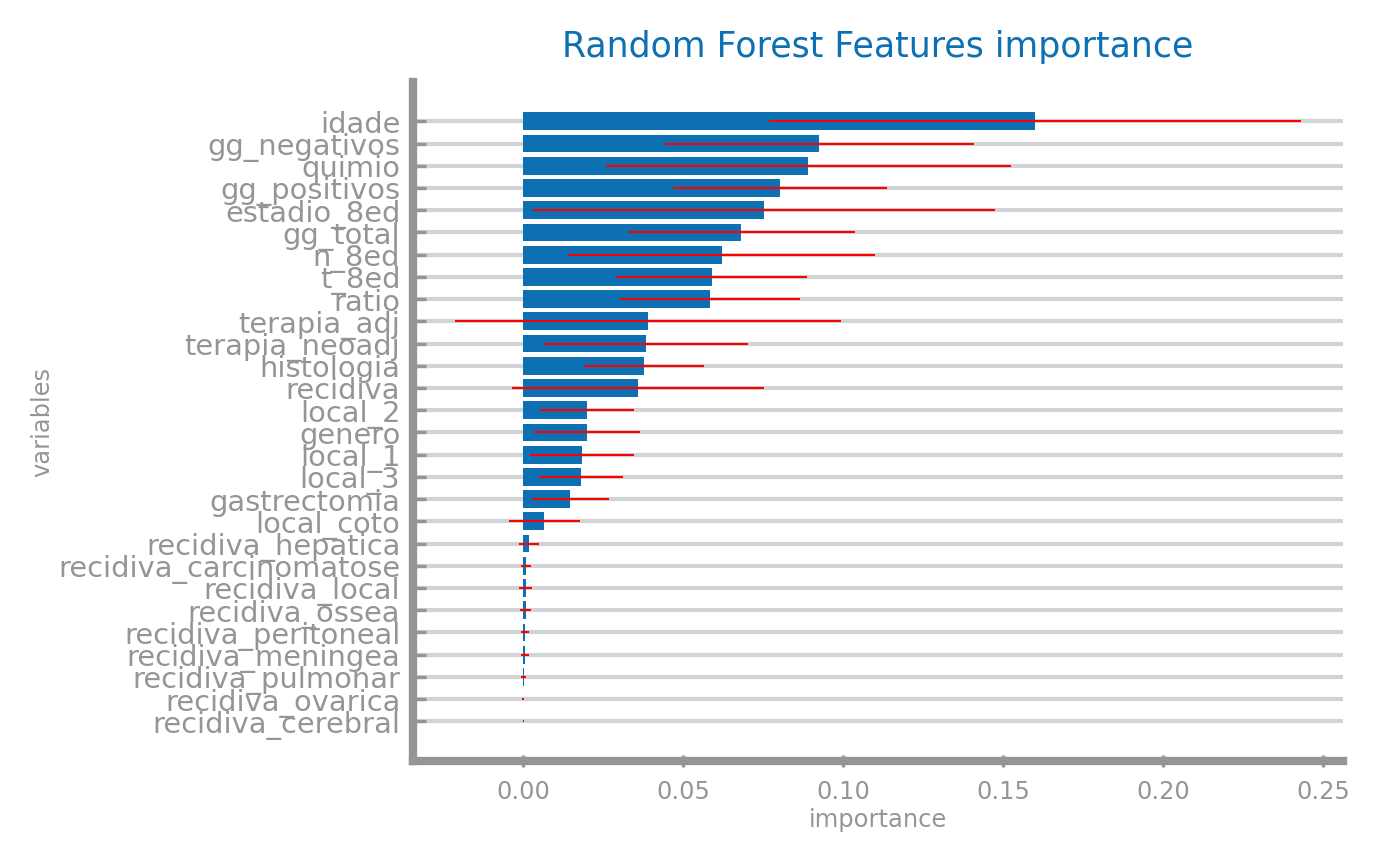 Random Forest Features importance
idade
gg_negativos
quimio
gg_positivos
estadio_8ed
gg_total
n_8ed
t_8ed
ratio
terapia_adj
terapia_neoadj
histologia
recidiva
local_2
genero
local_1
local_3
gastrectomia
local_coto
recidiva_hepatica
recidiva_carcinomatose
recidiva_local
recidiva_ossea
recidiva_peritoneal
recidiva_meningea
recidiva_pulmonar
recidiva_ovarica
recidiva_cerebral
variables
0.00 0.05 0.10 0.15 0.20 0.25
importance